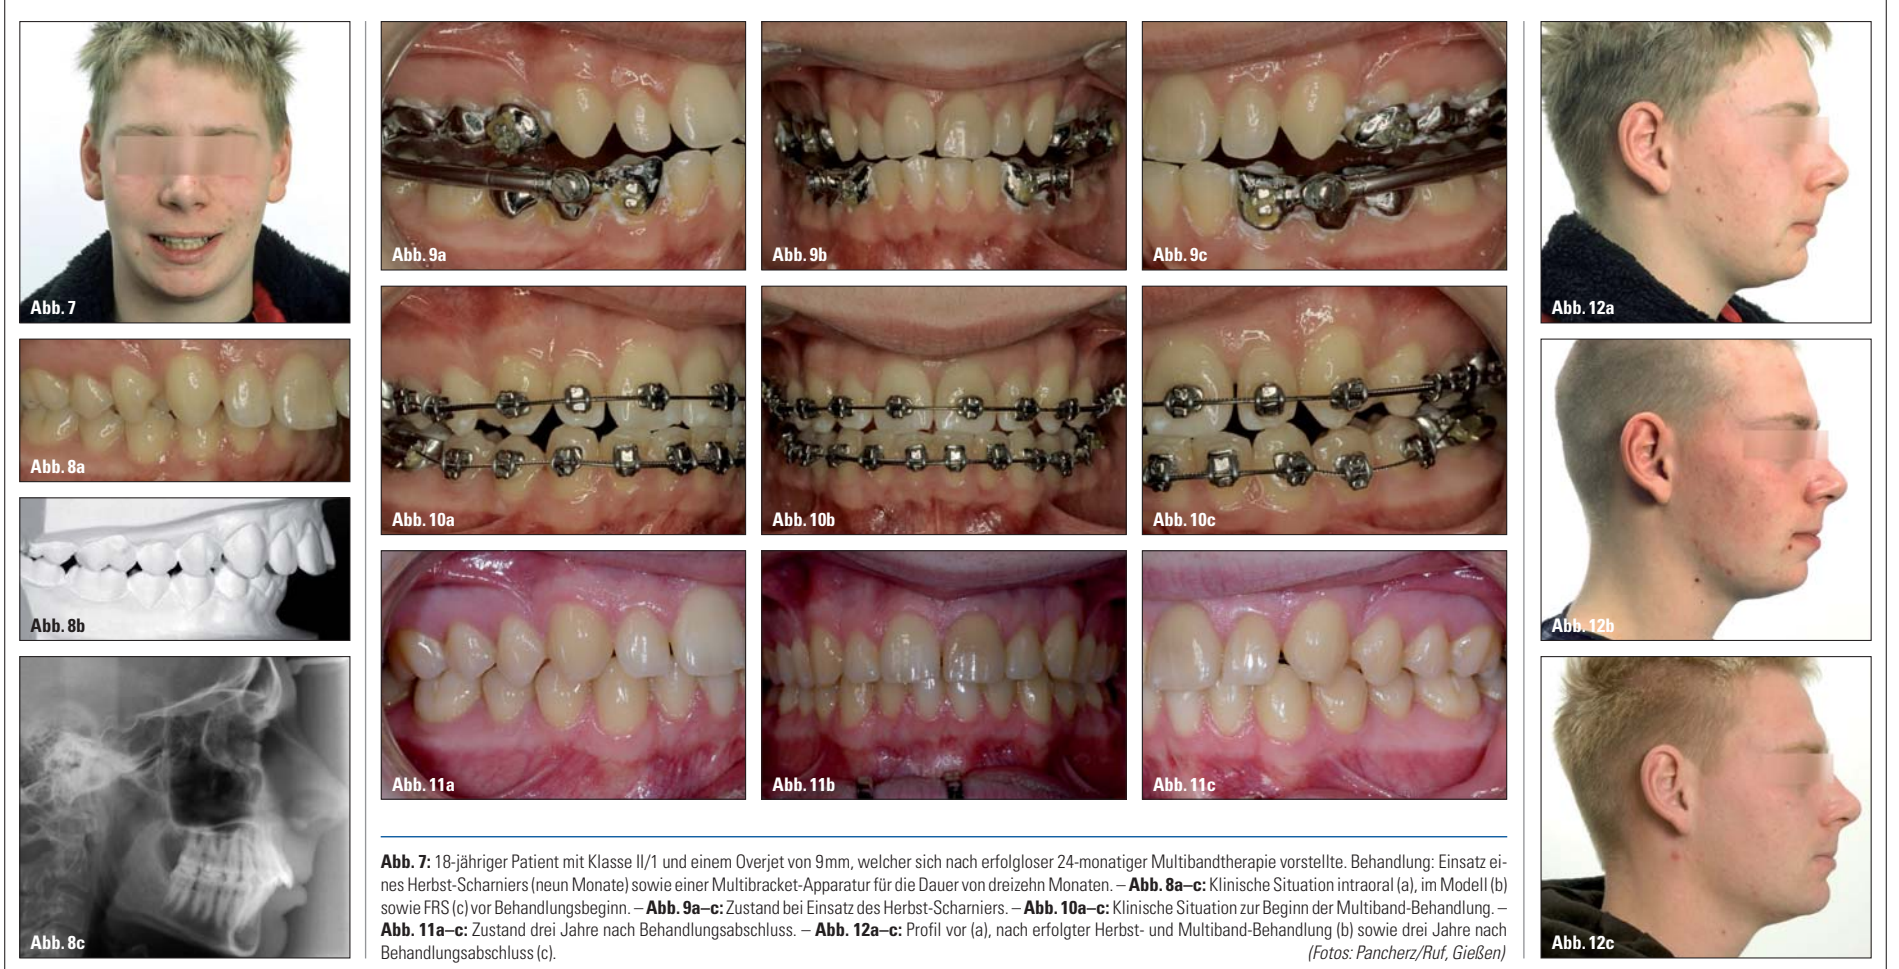 Abb. 7
Abb. 8a
Abb. 8b
Abb. 8c
Abb. 9a
Abb. 9b
Abb. 9c
Abb. 10a
Abb. 10b
Abb. 10c
Abb. 11a
Abb. 11b
Abb. 11c
Abb. 12a
Abb. 12b
Abb. 12c
Abb. 7: 18-jähriger Patient mit Klasse II/1 und einem Overjet von 9 mm, welcher sich nach erfolgloser 24-monatiger Multibandtherapie vorstellte. Behandlung: Einsatz ei-
nes Herbst-Scharniers (neun Monate) sowie einer Multibracket-Apparatur für die Dauer von dreizehn Monaten. – Abb. 8a–c: Klinische Situation intraoral (a), im Modell (b)
sowie FRS (c) vor Behandlungsbeginn. – Abb. 9a–c: Zustand bei Einsatz des Herbst-Scharniers. – Abb. 10a–c: Klinische Situation zur Beginn der Multiband-Behandlung. –
Abb. 11a–c: Zustand drei Jahre nach Behandlungsabschluss. – Abb. 12a–c: Profil vor (a), nach erfolgter Herbst- und Multiband-Behandlung (b) sowie drei Jahre nach
Behandlungsabschluss (c). (Fotos: Pancherz/Ruf, Gießen)